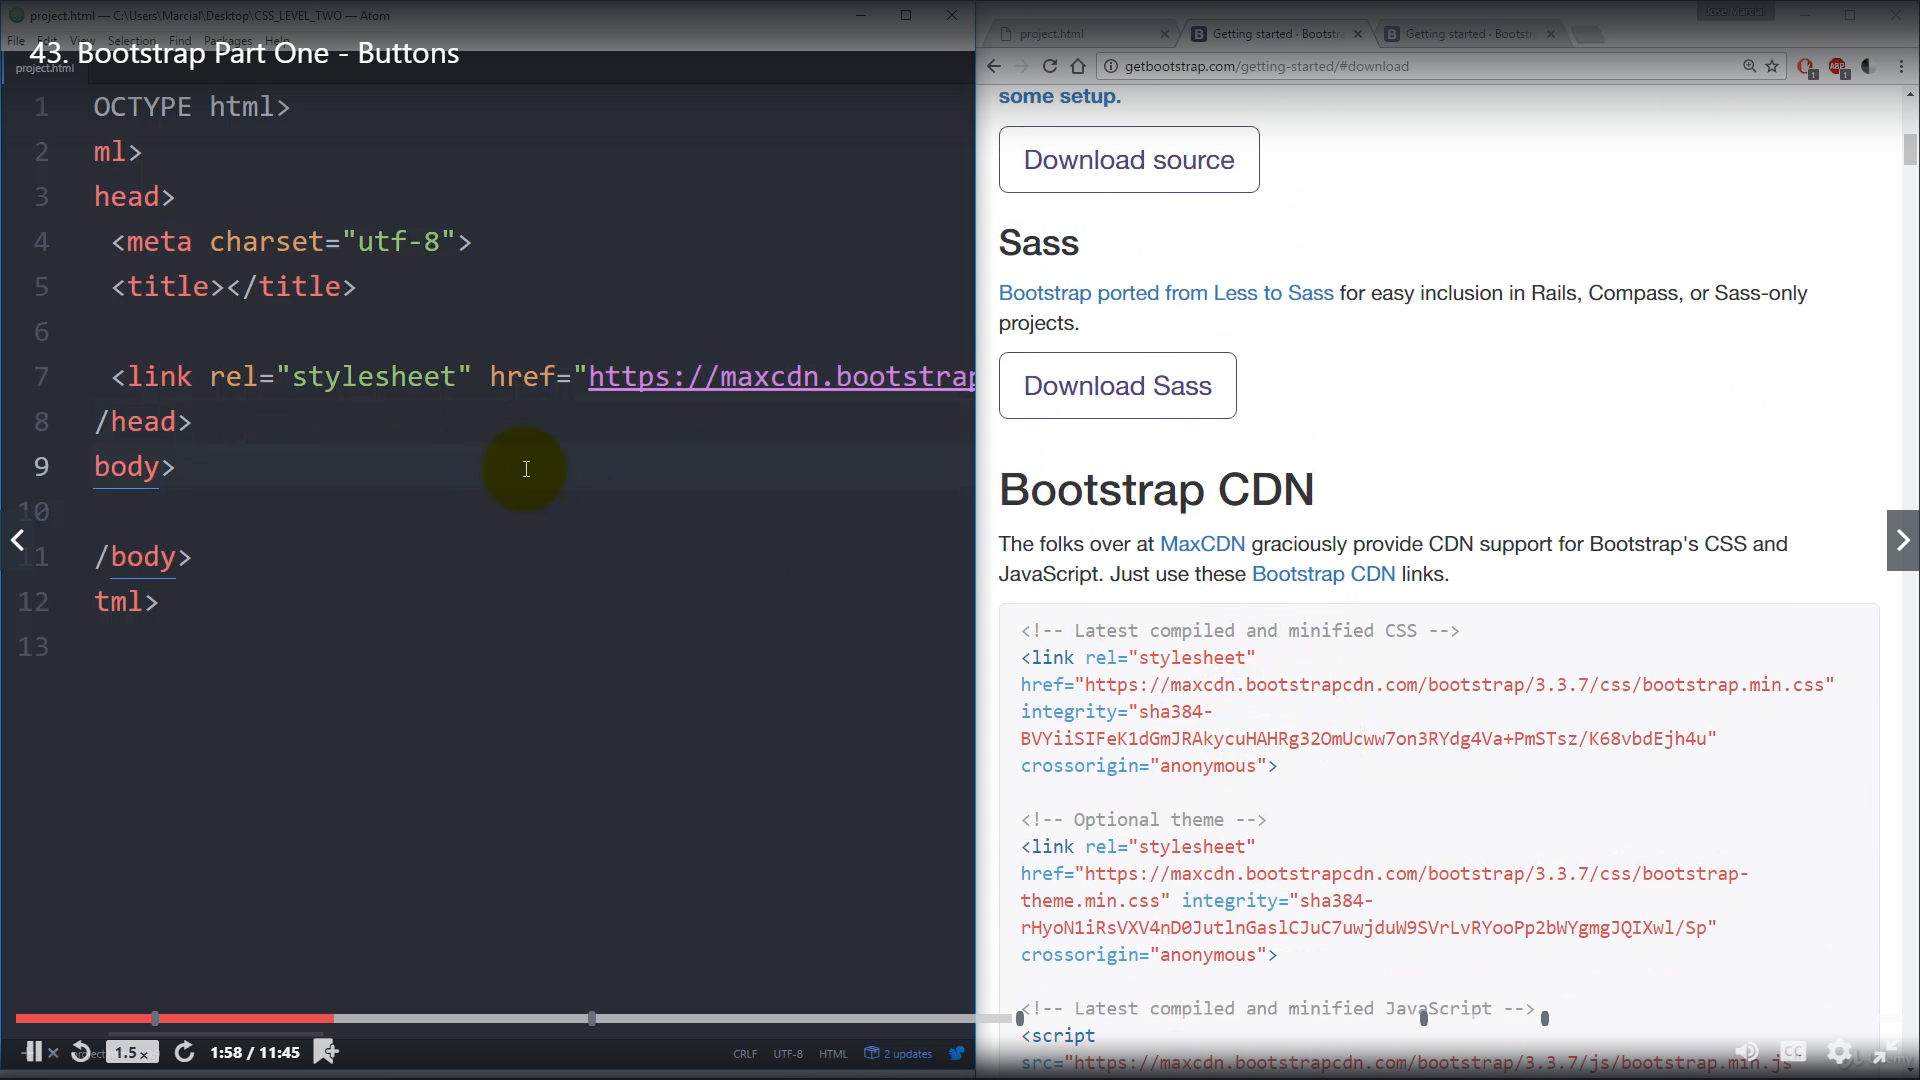 project.html — C:\Users\Marcial\Desktop\CSS_LEVEL_TWO — Atom
File Edit View Selection Find Packages Help
43. Bootstrap Part One - Buttons
project.html
1 OCTYPE html>
2 ml>
3 head>
4 <meta charset="utf-8">
5 <title></title>
6
7 <link rel="stylesheet" href="https://maxcdn.bootstrap
8 /head>
9 body>
10
11 /body>
12 tml>
13
1.5x
1:58 / 11:45
CRLF UTF-8 HTML 2 updates
Jose Marcial
project.html
Getting started · Bootstr
Getting started · Bootstr
getbootstrap.com/getting-started/#download
ABP
1
1
some setup.
Download source
Sass
Bootstrap ported from Less to Sass for easy inclusion in Rails, Compass, or Sass-only
projects.
Download Sass
Bootstrap CDN
The folks over at MaxCDN graciously provide CDN support for Bootstrap's CSS and
JavaScript. Just use these Bootstrap CDN links.
<!-- Latest compiled and minified CSS -->
<link rel="stylesheet"
href="https://maxcdn.bootstrapcdn.com/bootstrap/3.3.7/css/bootstrap.min.css"
integrity="sha384-
BVYiiSIFeK1dGmJRAkycuHAHRg32OmUcww7on3RYdg4Va+PmSTsz/K68vbdEjh4u"
crossorigin="anonymous">
<!-- Optional theme -->
<link rel="stylesheet"
href="https://maxcdn.bootstrapcdn.com/bootstrap/3.3.7/css/bootstrap-
theme.min.css" integrity="sha384-
rHyoN1iRsVXV4nD0JutlnGaslCJuC7uwjduW9SVrLvRYooPp2bWYgmgJQIXwl/Sp"
crossorigin="anonymous">
<!-- Latest compiled and minified JavaScript -->
<script
src="https://maxcdn.bootstrapcdn.com/bootstrap/3.3.7/js/bootstrap.min.js"
CC